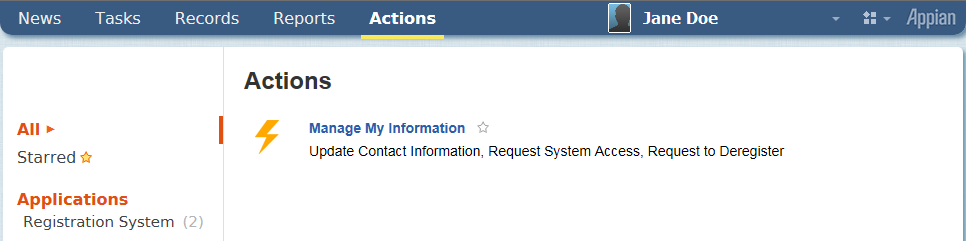 News Tasks Records Reports Actions Jane Doe Appian
Actions
All
Starred
Applications
Registration System (2)
Manage My Information
Update Contact Information, Request System Access, Request to Deregister